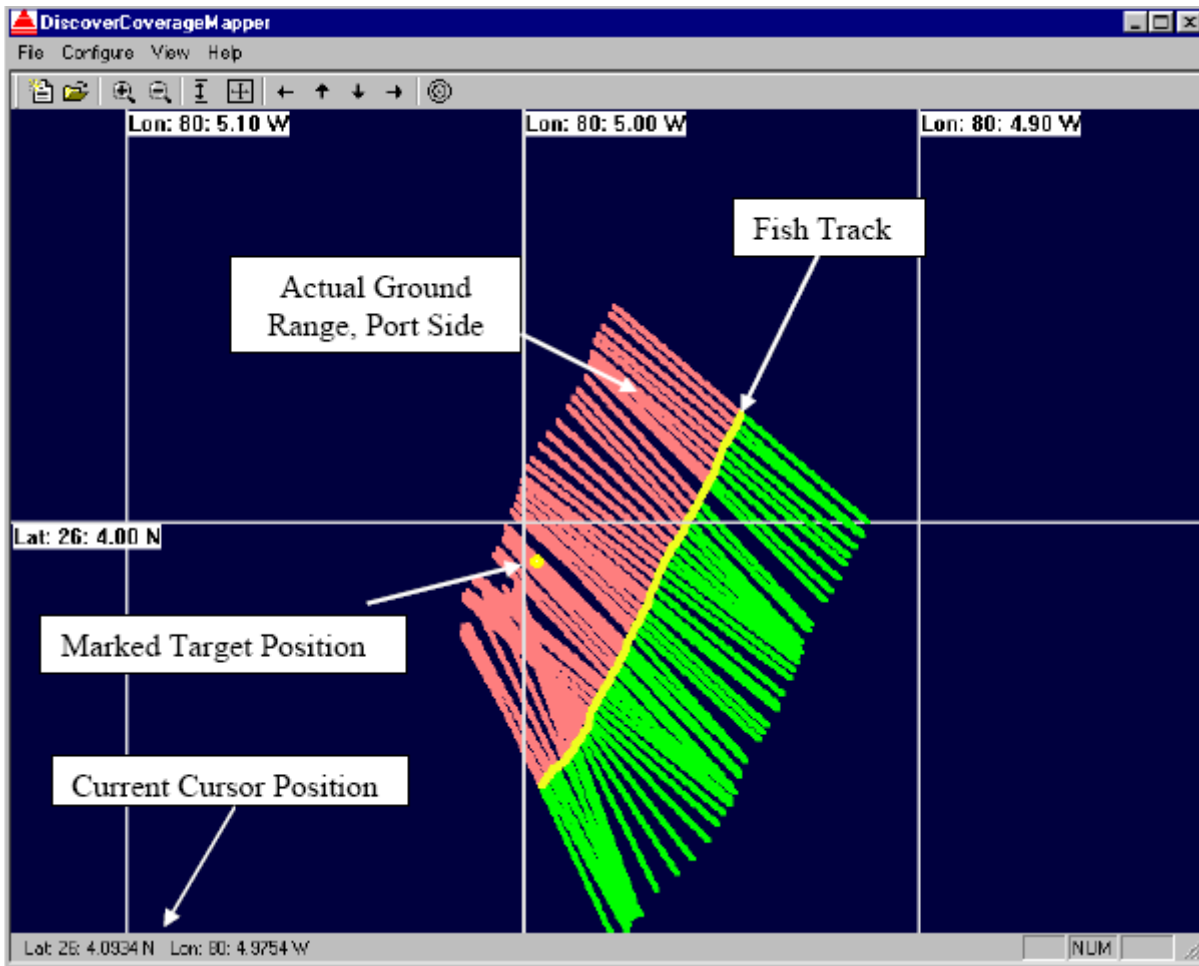 DiscoverCoverageMapper
File Configure View Help
Lon: 80: 5.10 W
Lon: 80: 5.00 W
Lon: 80: 4.90 W
Fish Track
Actual Ground
Range, Port Side
Lat: 26: 4.00 N
Marked Target Position
Current Cursor Position
Lat: 26: 4.0934 N Lon: 80: 4.9754 W
NUM